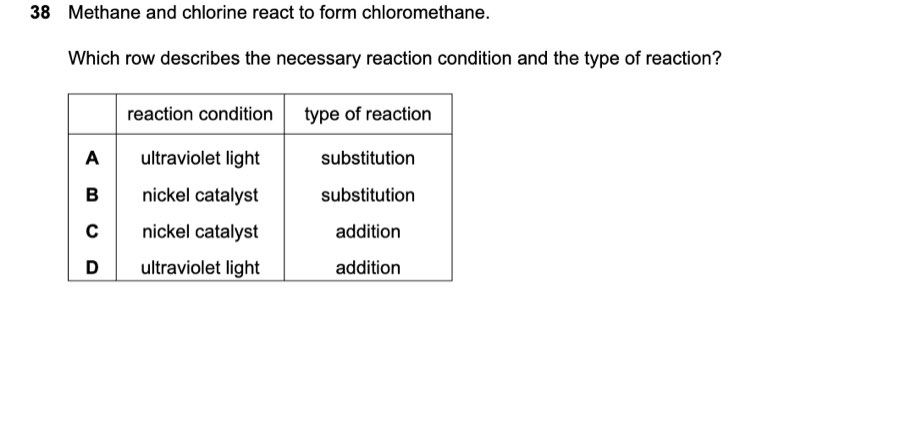 38 Methane and chlorine react to form chloromethane.
Which row describes the necessary reaction condition and the type of reaction?
reaction condition type of reaction
A ultraviolet light substitution
B nickel catalyst substitution
C nickel catalyst addition
D ultraviolet light addition